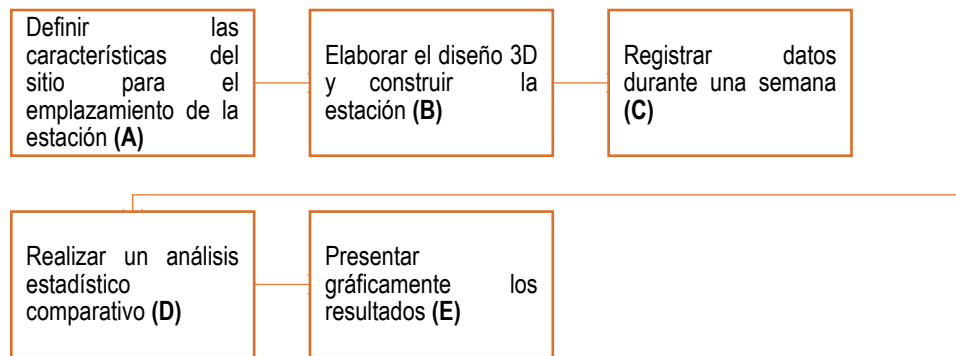 Definir las
características del
sitio para el
emplazamiento de la
estación (A)
Elaborar el diseño 3D
y construir la
estación (B)
Registrar datos
durante una semana
(C)
Realizar un análisis
estadístico
comparativo (D)
Presentar
gráficamente los
resultados (E)